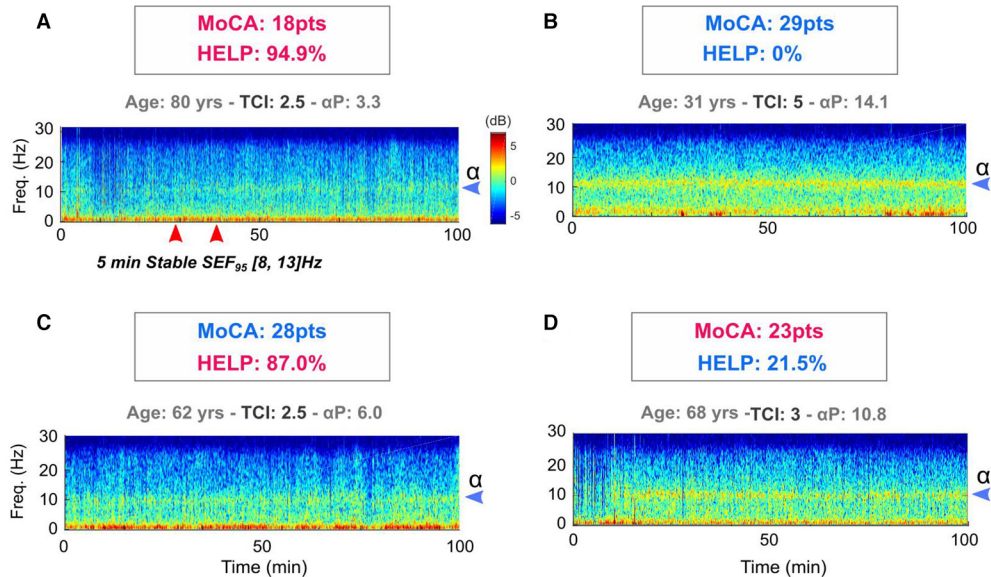 A
MoCA: 18pts
HELP: 94.9%
Age: 80 yrs - TCI: 2.5 - αP: 3.3
(dB)
5
0
-5
Freq. (Hz)
30
20
10
0
0
50
100
α
5 min Stable SEF95 [8, 13]Hz
B
MoCA: 29pts
HELP: 0%
Age: 31 yrs - TCI: 5 - αP: 14.1
30
20
10
0
0
50
100
α
C
MoCA: 28pts
HELP: 87.0%
Age: 62 yrs - TCI: 2.5 - αP: 6.0
Freq. (Hz)
30
20
10
0
0
50
100
α
Time (min)
D
MoCA: 23pts
HELP: 21.5%
Age: 68 yrs -TCI: 3 - αP: 10.8
30
20
10
0
0
50
100
α
Time (min)